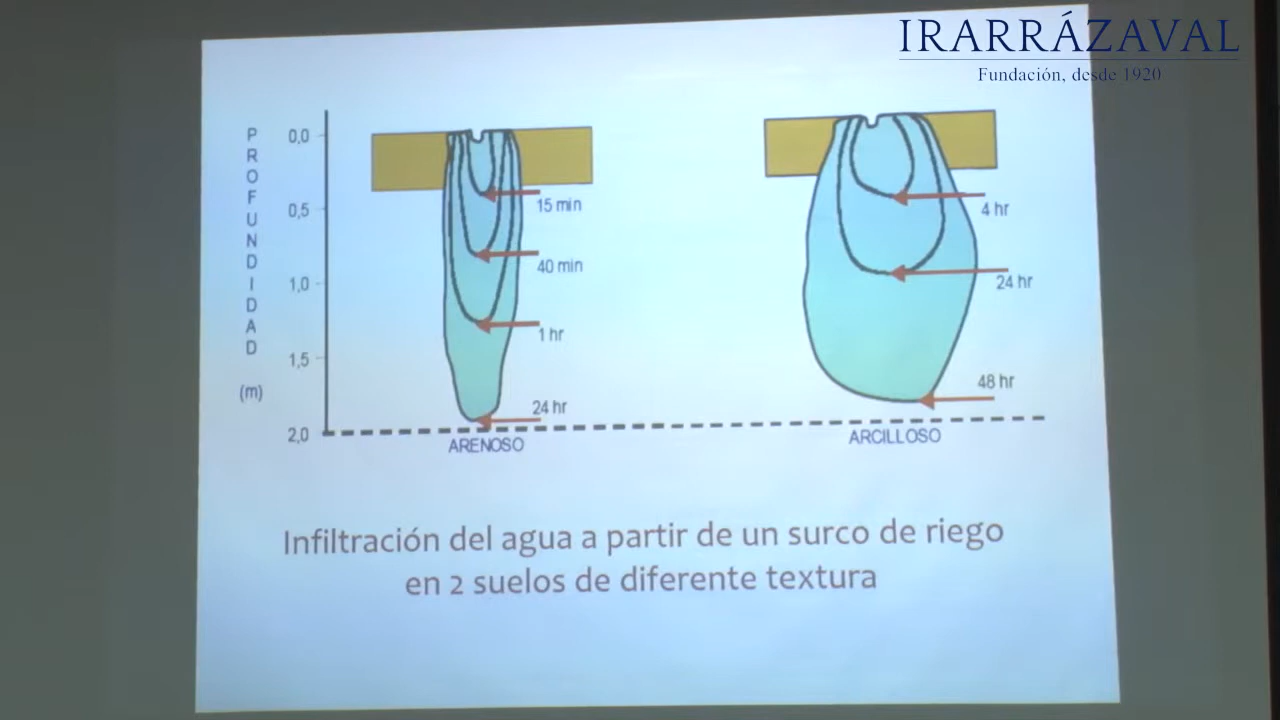 IRARRÁZAVAL
Fundación, desde 1920
PROFUNDIDAD
(m)
0,0
0,5
1,0
1,5
2,0
15 min
40 min
1 hr
24 hr
ARENOSO
4 hr
24 hr
48 hr
ARCILLOSO
Infiltración del agua a partir de un surco de riego
en 2 suelos de diferente textura